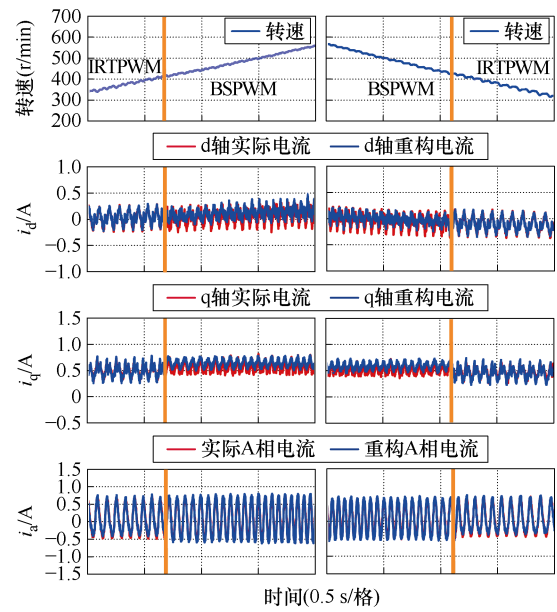 转速(r/min)
700
600
500
400
300
200
转速
转速
IRTPWM
BSPWM
BSPWM
IRTPWM
d轴实际电流 d轴重构电流
i_d/A
1.0
0.5
0
−0.5
−1.0
q轴实际电流 q轴重构电流
i_q/A
1.5
1.0
0.5
0
−0.5
实际A相电流 重构A相电流
i_a/A
1.5
1.0
0.5
0
−0.5
−1.0
−1.5
时间(0.5 s/格)